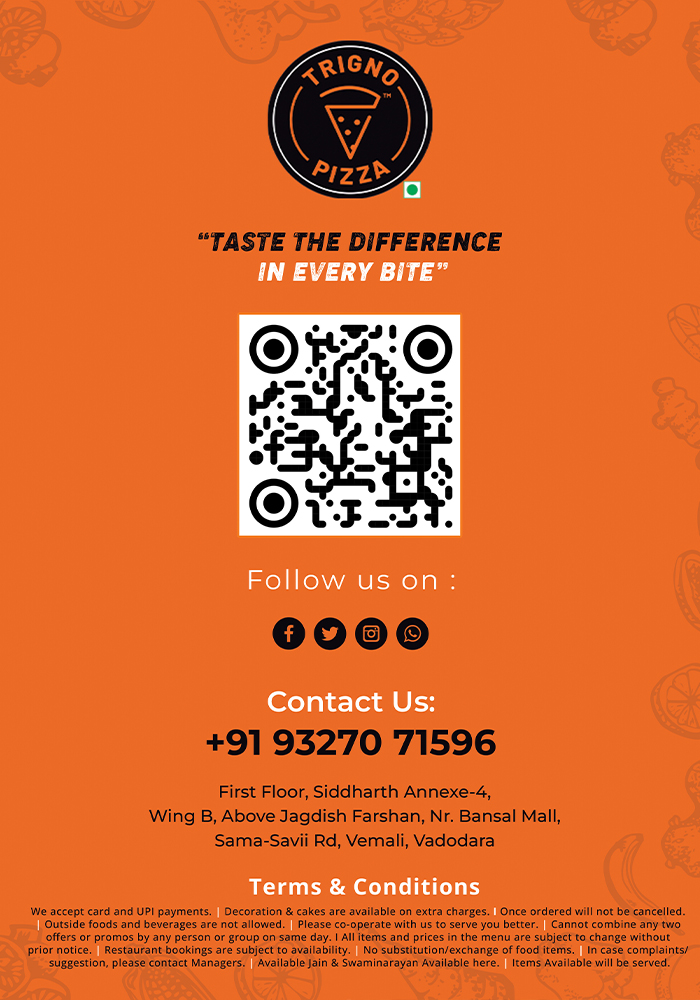 TRIGNO
™
PIZZA
“TASTE THE DIFFERENCE
IN EVERY BITE”
Follow us on :
Contact Us:
+91 93270 71596
First Floor, Siddharth Annexe-4,
Wing B, Above Jagdish Farshan, Nr. Bansal Mall,
Sama-Savii Rd, Vemali, Vadodara
Terms & Conditions
We accept card and UPI payments. | Decoration & cakes are available on extra charges. I Once ordered will not be cancelled.
| Outside foods and beverages are not allowed. | Please co-operate with us to serve you better. | Cannot combine any two
offers or promos by any person or group on same day. I All items and prices in the menu are subject to change without
prior notice. | Restaurant bookings are subject to availability. | No substitution/exchange of food items. | In case complaints/
suggestion, please contact Managers. | Available Jain & Swaminarayan Available here. | Items Available will be served.